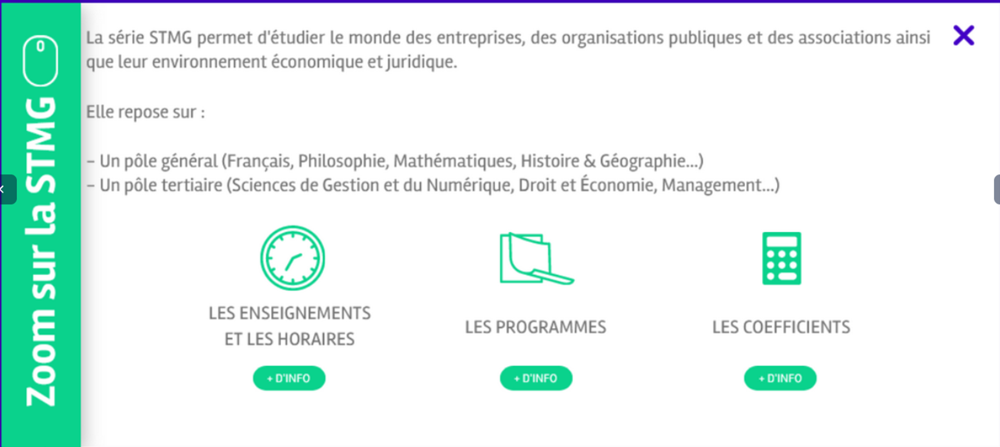 Zoom sur la STMG
La série STMG permet d'étudier le monde des entreprises, des organisations publiques et des associations ainsi
que leur environnement économique et juridique.
Elle repose sur :
– Un pôle général (Français, Philosophie, Mathématiques, Histoire & Géographie...)
– Un pôle tertiaire (Sciences de Gestion et du Numérique, Droit et Économie, Management...)
LES ENSEIGNEMENTS
ET LES HORAIRES
+ D'INFO
LES PROGRAMMES
+ D'INFO
LES COEFFICIENTS
+ D'INFO